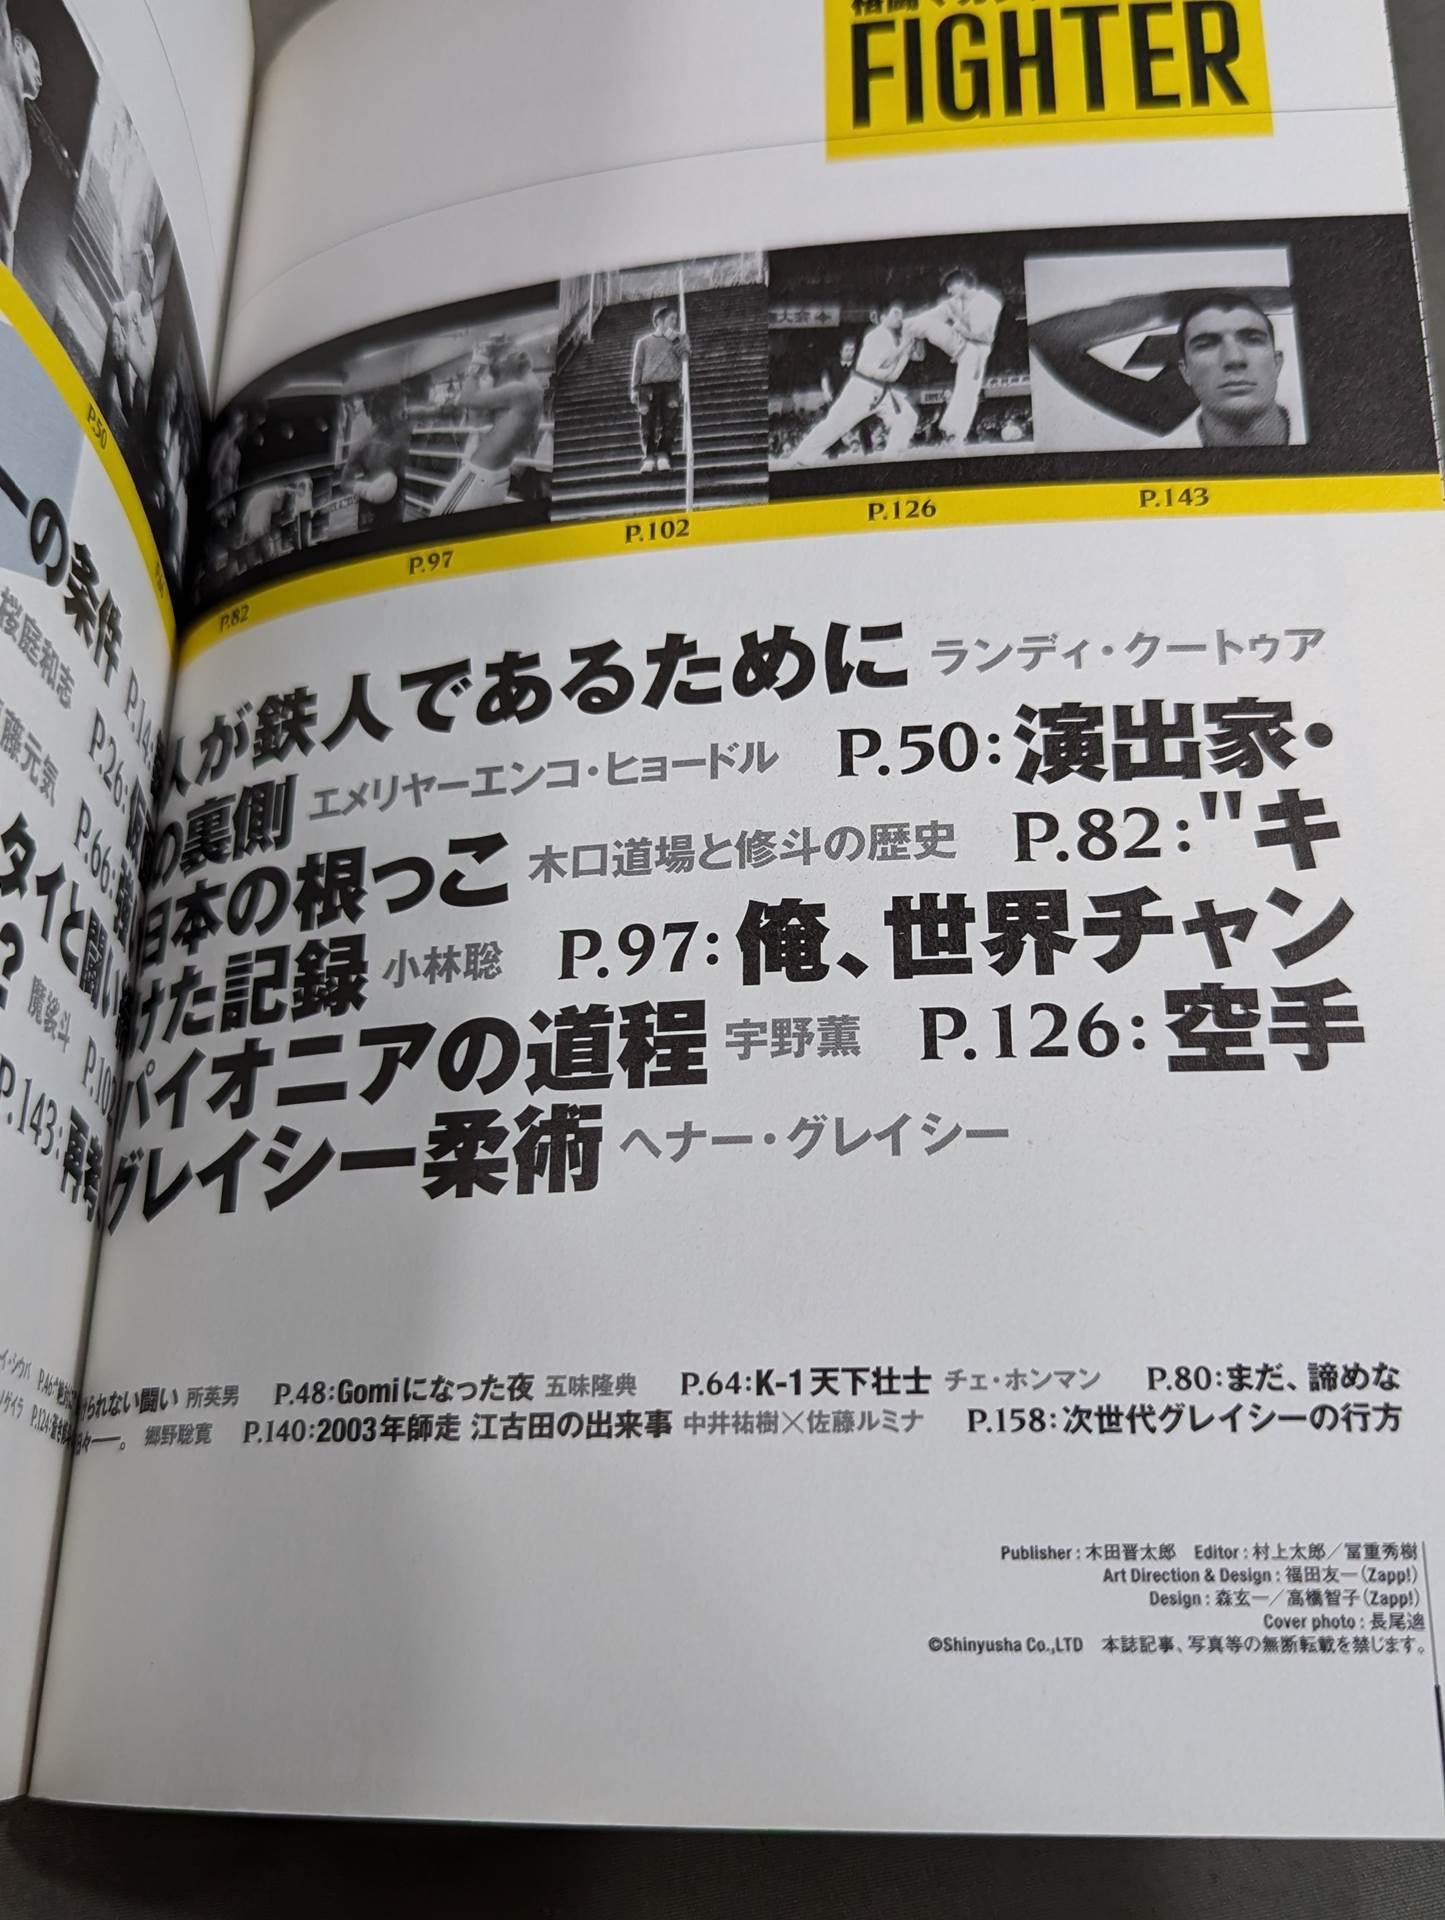 FIGHTER
P.50
P.82
P.97
P.102
P.126
P.143
ーの条件 P.14:
桜庭和志 P.26:
藤元気 P.66:
タイと闘い
? 魔裟斗 P.102
P.143:再考
人が鉄人であるために ランディ・クートゥア
の裏側 エメリヤーエンコ・ヒョードル P.50:演出家・
日本の根っこ 木口道場と修斗の歴史 P.82:"キ
けた記録 小林聡 P.97:俺、世界チャン
パイオニアの道程 宇野薫 P.126:空手
グレイシー柔術 ヘナー・グレイシー
られない闘い 所英男 P.48:Gomiになった夜 五味隆典 P.64:K-1天下壮士 チェ・ホンマン P.80:まだ、諦めな
々──。 郷野聡寛 P.140:2003年師走 江古田の出来事 中井祐樹×佐藤ルミナ P.158:次世代グレイシーの行方
Publisher:木田晋太郎 Editor:村上太郎/冨重秀樹
Art Direction & Design:福田友一(Zapp!)
Design:森玄一/高橋智子(Zapp!)
Cover photo:長尾迪
©Shinyusha Co.,LTD 本誌記事、写真等の無断転載を禁じます。